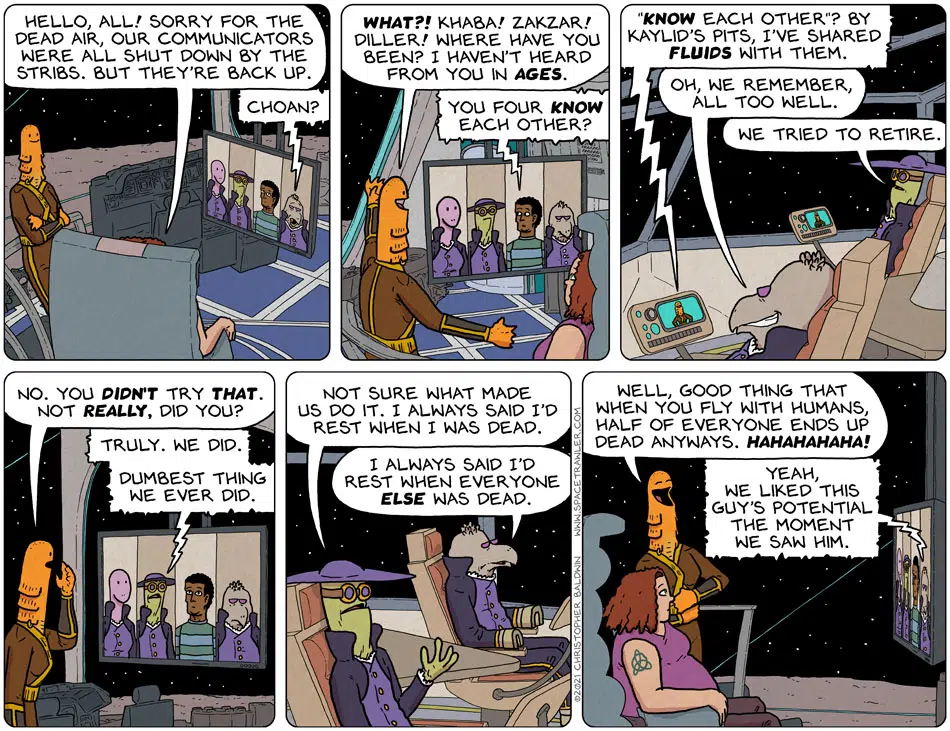 HELLO, ALL! SORRY FOR THE
DEAD AIR, OUR COMMUNICATORS
WERE ALL SHUT DOWN BY THE
STRIBS. BUT THEY'RE BACK UP.
CHOAN?
WHAT?! KHABA! ZAKZAR!
DILLER! WHERE HAVE YOU
BEEN? I HAVEN'T HEARD
FROM YOU IN AGES.
YOU FOUR KNOW
EACH OTHER?
"KNOW EACH OTHER"? BY
KAYLID'S PITS, I'VE SHARED
FLUIDS WITH THEM.
OH, WE REMEMBER,
ALL TOO WELL.
WE TRIED TO RETIRE.
NO. YOU DIDN'T TRY THAT.
NOT REALLY, DID YOU?
TRULY. WE DID.
DUMBEST THING
WE EVER DID.
NOT SURE WHAT MADE
US DO IT. I ALWAYS SAID I'D
REST WHEN I WAS DEAD.
I ALWAYS SAID I'D
REST WHEN EVERYONE
ELSE WAS DEAD.
©2021 CHRISTOPHER BALDWIN WWW.SPACETRAWLER.COM
WELL, GOOD THING THAT
WHEN YOU FLY WITH HUMANS,
HALF OF EVERYONE ENDS UP
DEAD ANYWAYS. HAHAHAHAHA!
YEAH,
WE LIKED THIS
GUY'S POTENTIAL
THE MOMENT
WE SAW HIM.